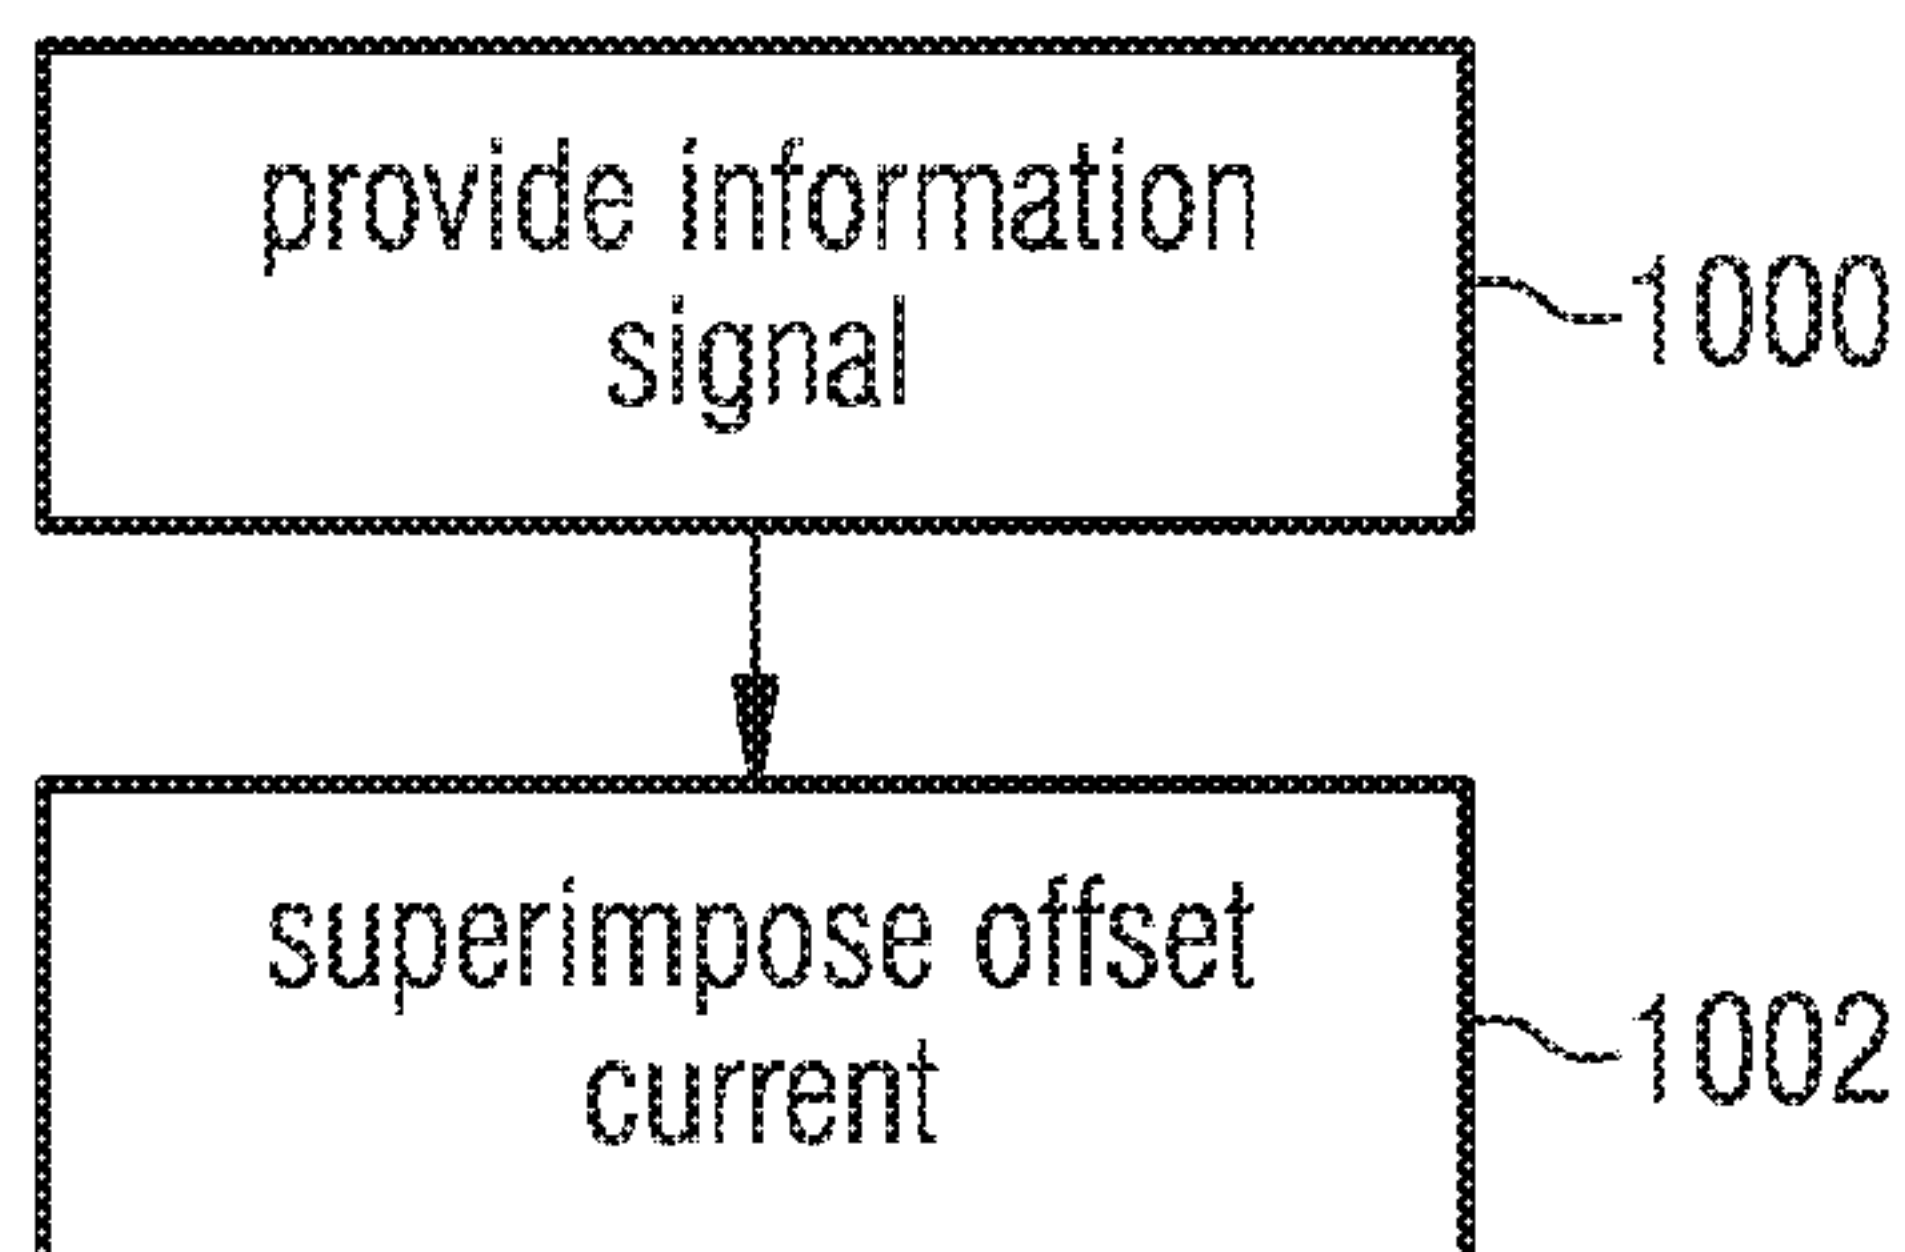 provide information
signal
1000
superimpose offset
current
1002